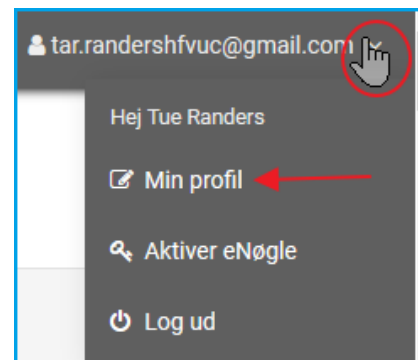 tar.randershfvuc@gmail.com
Hej Tue Randers
Min profil
Aktiver eNøgle
Log ud